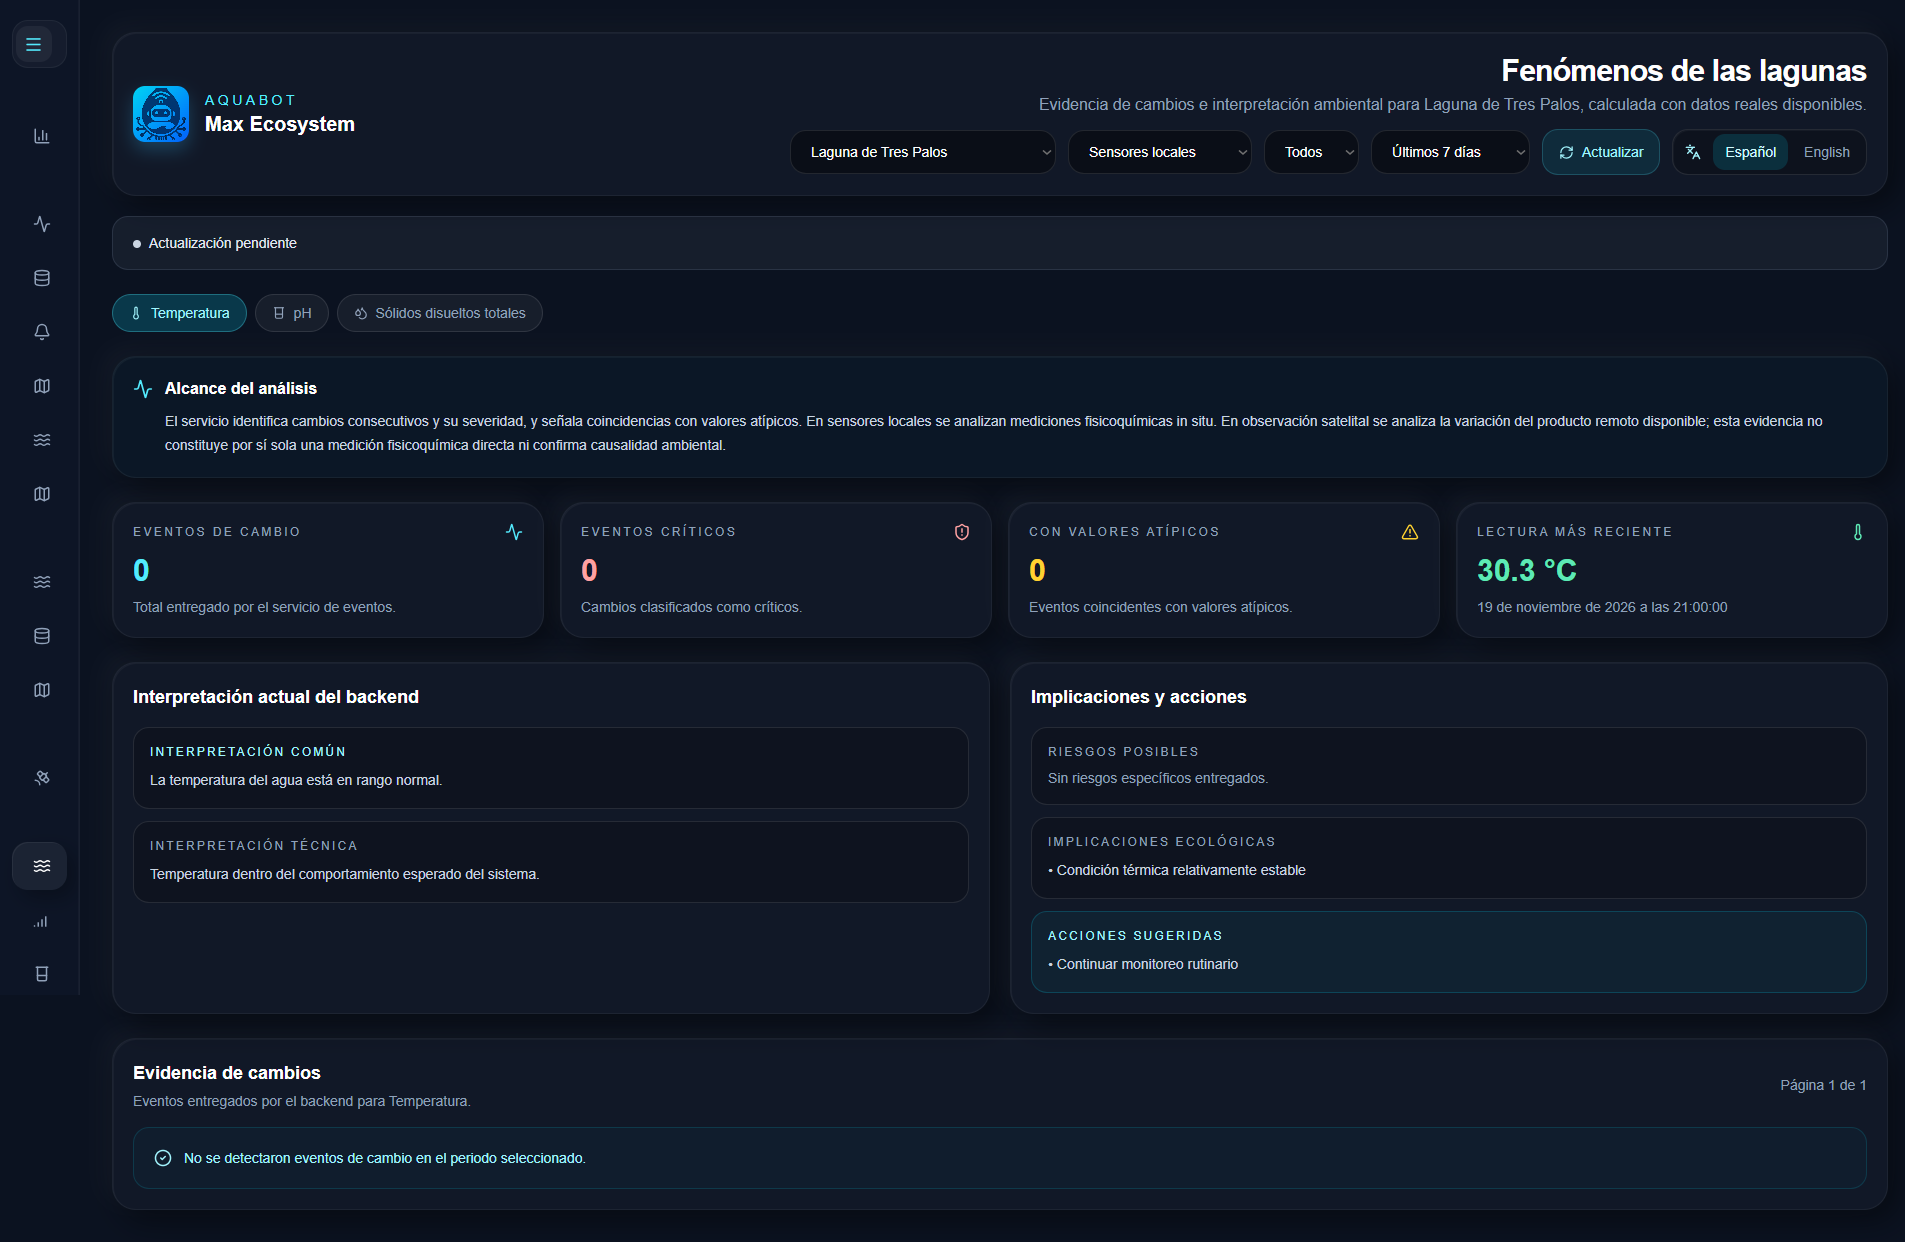 AQUABOT
Max Ecosystem
Fenómenos de las lagunas
Evidencia de cambios e interpretación ambiental para Laguna de Tres Palos, calculada con datos reales disponibles.
Laguna de Tres Palos
Sensores locales
Todos
Últimos 7 días
Actualizar
Español
English
Actualización pendiente
Temperatura
pH
Sólidos disueltos totales
Alcance del análisis
El servicio identifica cambios consecutivos y su severidad, y señala coincidencias con valores atípicos. En sensores locales se analizan mediciones fisicoquímicas in situ. En observación satelital se analiza la variación del producto remoto disponible; esta evidencia no
constituye por sí sola una medición fisicoquímica directa ni confirma causalidad ambiental.
EVENTOS DE CAMBIO
0
Total entregado por el servicio de eventos.
EVENTOS CRÍTICOS
0
Cambios clasificados como críticos.
CON VALORES ATÍPICOS
0
Eventos coincidentes con valores atípicos.
LECTURA MÁS RECIENTE
30.3 °C
19 de noviembre de 2026 a las 21:00:00
Interpretación actual del backend
INTERPRETACIÓN COMÚN
La temperatura del agua está en rango normal.
INTERPRETACIÓN TÉCNICA
Temperatura dentro del comportamiento esperado del sistema.
Implicaciones y acciones
RIESGOS POSIBLES
Sin riesgos específicos entregados.
IMPLICACIONES ECOLÓGICAS
• Condición térmica relativamente estable
ACCIONES SUGERIDAS
• Continuar monitoreo rutinario
Evidencia de cambios
Eventos entregados por el backend para Temperatura.
Página 1 de 1
No se detectaron eventos de cambio en el periodo seleccionado.